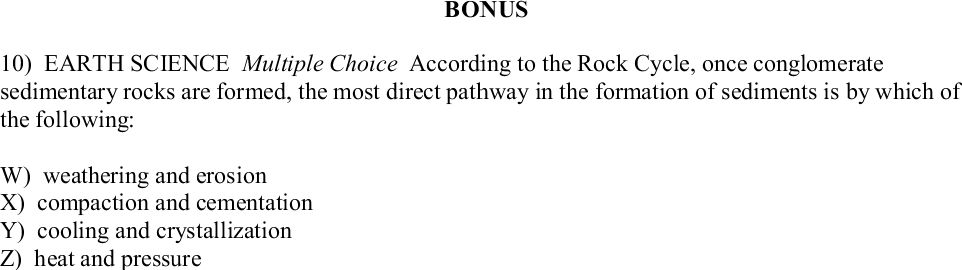 BONUS
10) EARTH SCIENCE Multiple Choice According to the Rock Cycle, once conglomerate
sedimentary rocks are formed, the most direct pathway in the formation of sediments is by which of
the following:
W) weathering and erosion
X) compaction and cementation
Y) cooling and crystallization
Z) heat and pressure